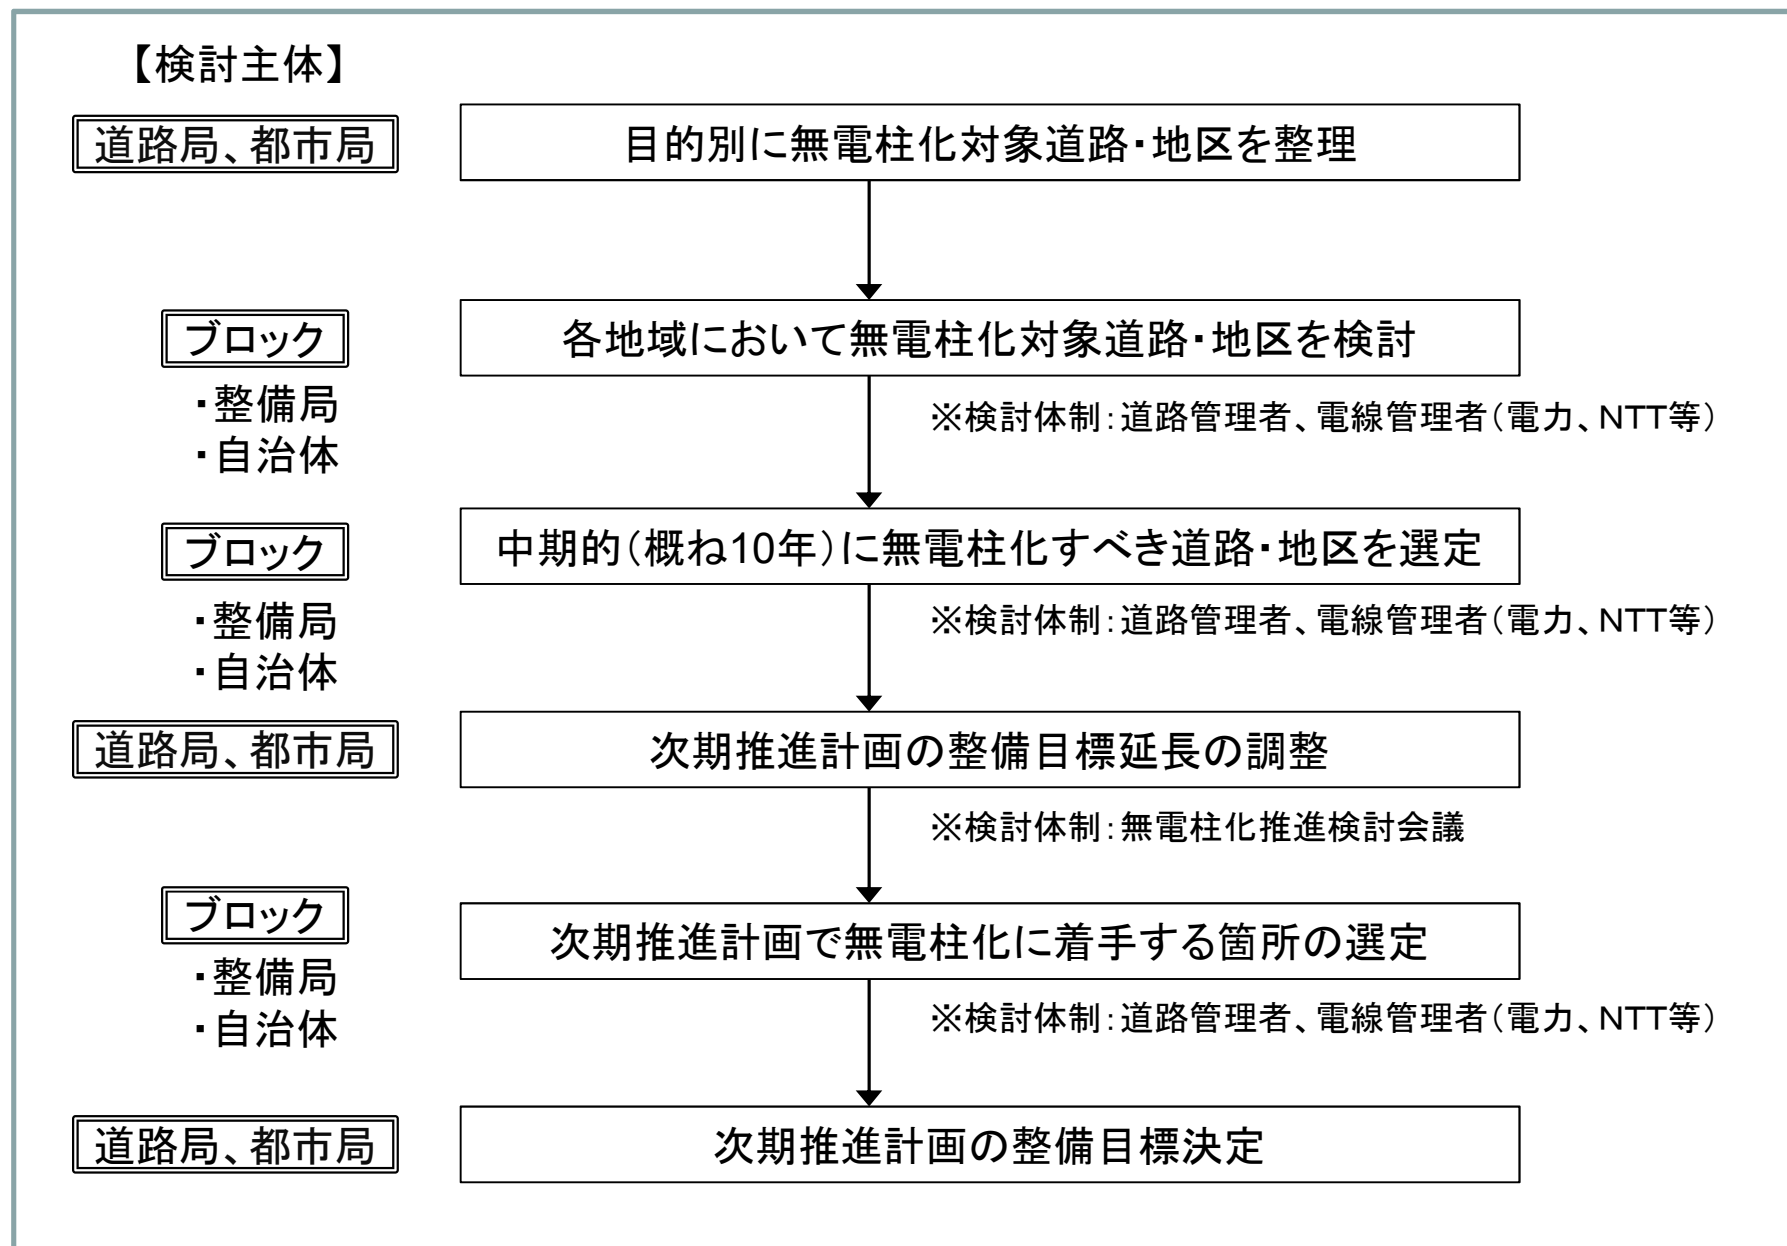 【検討主体】
道路局、都市局
目的別に無電柱化対象道路・地区を整理
ブロック
各地域において無電柱化対象道路・地区を検討
・整備局
・自治体
※検討体制：道路管理者、電線管理者（電力、NTT等）
ブロック
中期的（概ね10年）に無電柱化すべき道路・地区を選定
・整備局
・自治体
※検討体制：道路管理者、電線管理者（電力、NTT等）
道路局、都市局
次期推進計画の整備目標延長の調整
※検討体制：無電柱化推進検討会議
ブロック
次期推進計画で無電柱化に着手する箇所の選定
・整備局
・自治体
※検討体制：道路管理者、電線管理者（電力、NTT等）
道路局、都市局
次期推進計画の整備目標決定